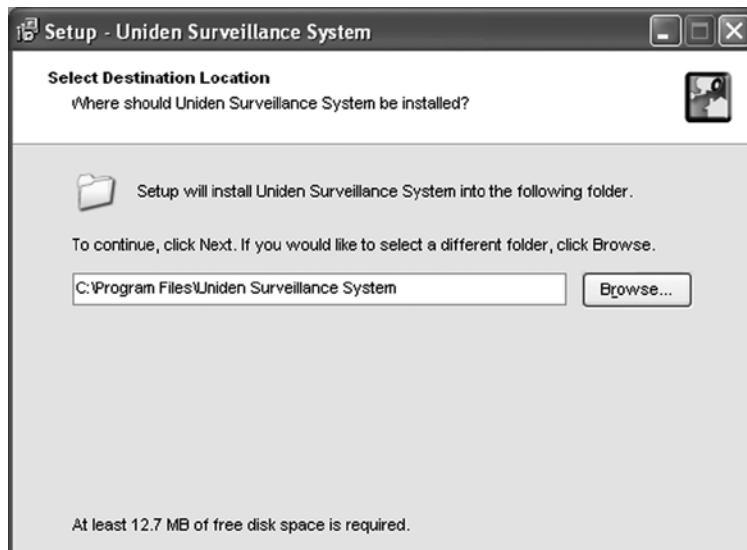 Setup - Uniden Surveillance System
Select Destination Location
Where should Uniden Surveillance System be installed?
Setup will install Uniden Surveillance System into the following folder.
To continue, click Next. If you would like to select a different folder, click Browse.
C:\Program Files\Uniden Surveillance System
Browse...
At least 12.7 MB of free disk space is required.